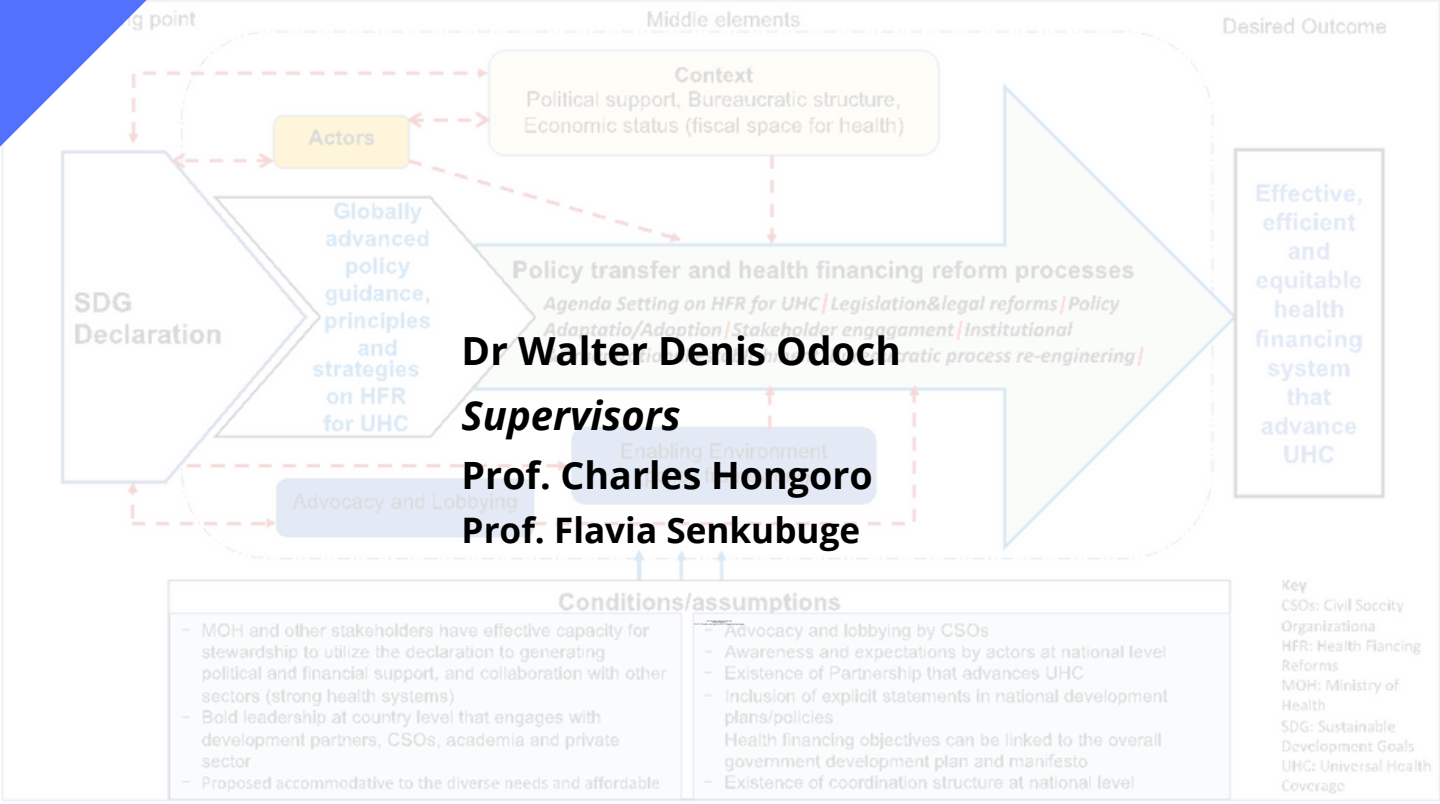 g point
Middle elements
Desired Outcome
Context
Political support, Bureaucratic structure,
Economic status (fiscal space for health)
Actors
SDG
Declaration
Globally
advanced
policy
guidance,
principles
and
strategies
on HFR
for UHC
Policy transfer and health financing reform processes
Agenda Setting on HFR for UHC|Legislation&legal reforms|Policy
Adaptatio/Adoption|Stakeholder engagament|Institutional
process re-enginering|
Effective,
efficient
and
equitable
health
financing
system
that
advance
UHC
Dr Walter Denis Odoch
Supervisors
Enabling Environment
Prof. Charles Hongoro
Advocacy and Lobbying
Prof. Flavia Senkubuge
Conditions/assumptions
– MOH and other stakeholders have effective capacity for
stewardship to utilize the declaration to generating
political and financial support, and collaboration with other
sectors (strong health systems)
– Bold leadership at country level that engages with
development partners, CSOs, academia and private
sector
– Proposed accommodative to the diverse needs and affordable
– Advocacy and lobbying by CSOs
– Awareness and expectations by actors at national level
– Existence of Partnership that advances UHC
– Inclusion of explicit statements in national development
plans/policies
Health financing objectives can be linked to the overall
government development plan and manifesto
– Existence of coordination structure at national level
Key
CSOs: Civil Soceity
Organizationa
HFR: Health Fiancing
Reforms
MOH: Ministry of
Health
SDG: Sustainable
Development Goals
UHC: Universal Health
Coverage